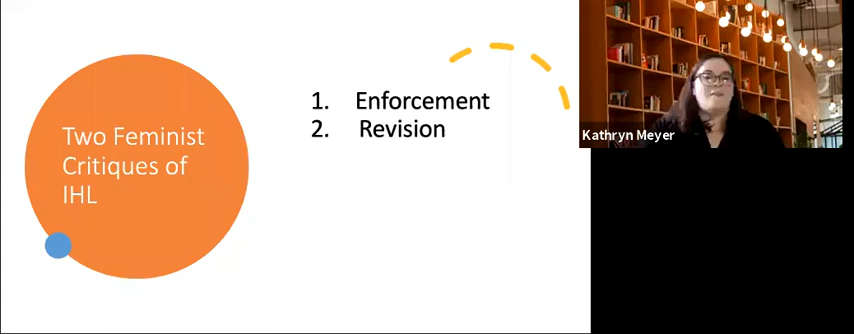 Two Feminist
Critiques of
IHL
1. Enforcement
2. Revision
Kathryn Meyer